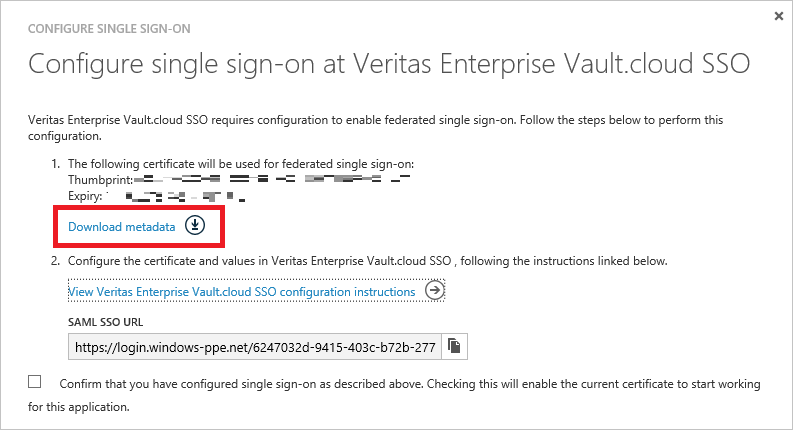 CONFIGURE SINGLE SIGN-ON
Configure single sign-on at Veritas Enterprise Vault.cloud SSO
Veritas Enterprise Vault.cloud SSO requires configuration to enable federated single sign-on. Follow the steps below to perform this
configuration.
1. The following certificate will be used for federated single sign-on:
Thumbprint:
Expiry:
Download metadata
2. Configure the certificate and values in Veritas Enterprise Vault.cloud SSO , following the instructions linked below.
View Veritas Enterprise Vault.cloud SSO configuration instructions
SAML SSO URL
https://login.windows-ppe.net/6247032d-9415-403c-b72b-277
Confirm that you have configured single sign-on as described above. Checking this will enable the current certificate to start working
for this application.